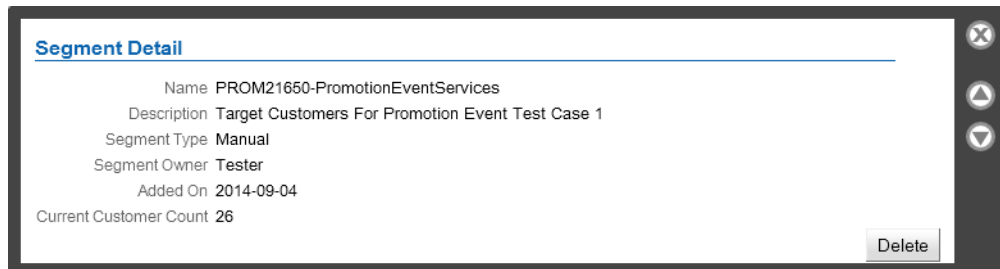 Segment Detail
Name PROM21650-PromotionEventServices
Description Target Customers For Promotion Event Test Case 1
Segment Type Manual
Segment Owner Tester
Added On 2014-09-04
Current Customer Count 26
Delete